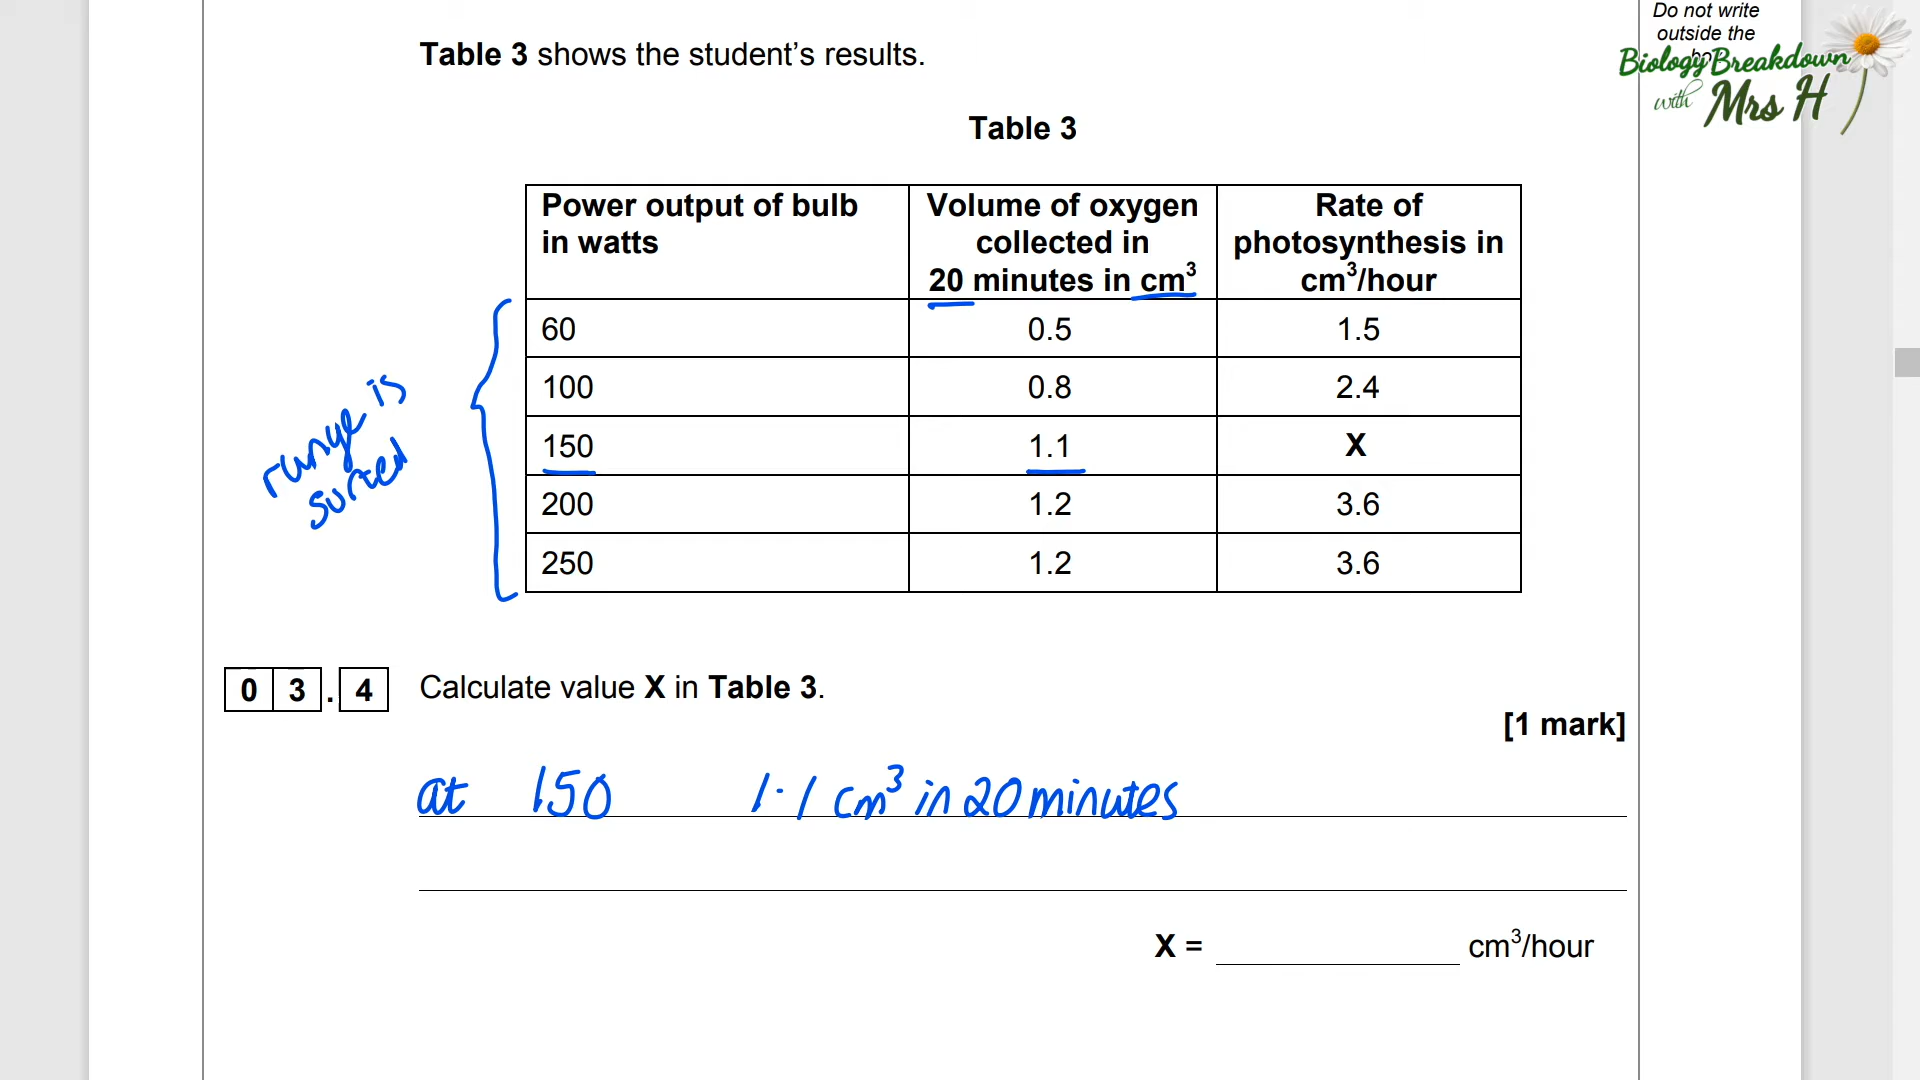 Do not write
outside the
Biology Breakdown
with Mrs H
Table 3 shows the student's results.
Table 3
Power output of bulb in watts | Volume of oxygen collected in 20 minutes in cm³ | Rate of photosynthesis in cm³/hour
60 | 0.5 | 1.5
100 | 0.8 | 2.4
150 | 1.1 | X
200 | 1.2 | 3.6
250 | 1.2 | 3.6
range is
sorted
03.4 Calculate value X in Table 3.
[1 mark]
at 150 1.1 cm³ in 20 minutes
X = cm³/hour